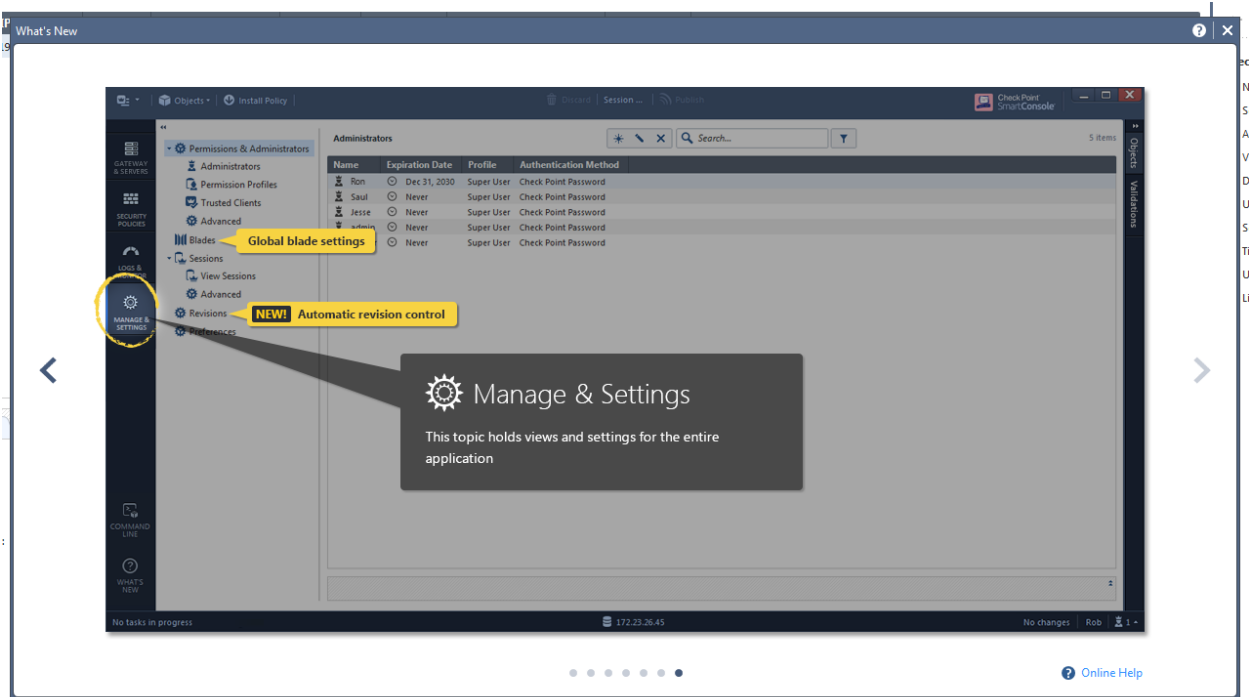 What's New
Objects
Install Policy
Discard
Session ...
Publish
Check Point
SmartConsole
GATEWAY
& SERVERS
SECURITY
POLICIES
LOGS &
MANAGE &
SETTINGS
COMMAND
LINE
WHAT'S
NEW
Permissions & Administrators
Administrators
Permission Profiles
Trusted Clients
Advanced
Blades
Global blade settings
Sessions
View Sessions
Advanced
Revisions
NEW! Automatic revision control
Preferences
Administrators
Search...
5 items
Name Expiration Date Profile Authentication Method
Ron Dec 31, 2030 Super User Check Point Password
Saul Never Super User Check Point Password
Jesse Never Super User Check Point Password
admin Never Super User Check Point Password
Never Super User Check Point Password
Objects
Validations
Manage & Settings
This topic holds views and settings for the entire
application
No tasks in progress
172.23.26.45
No changes
Rob
1
Online Help